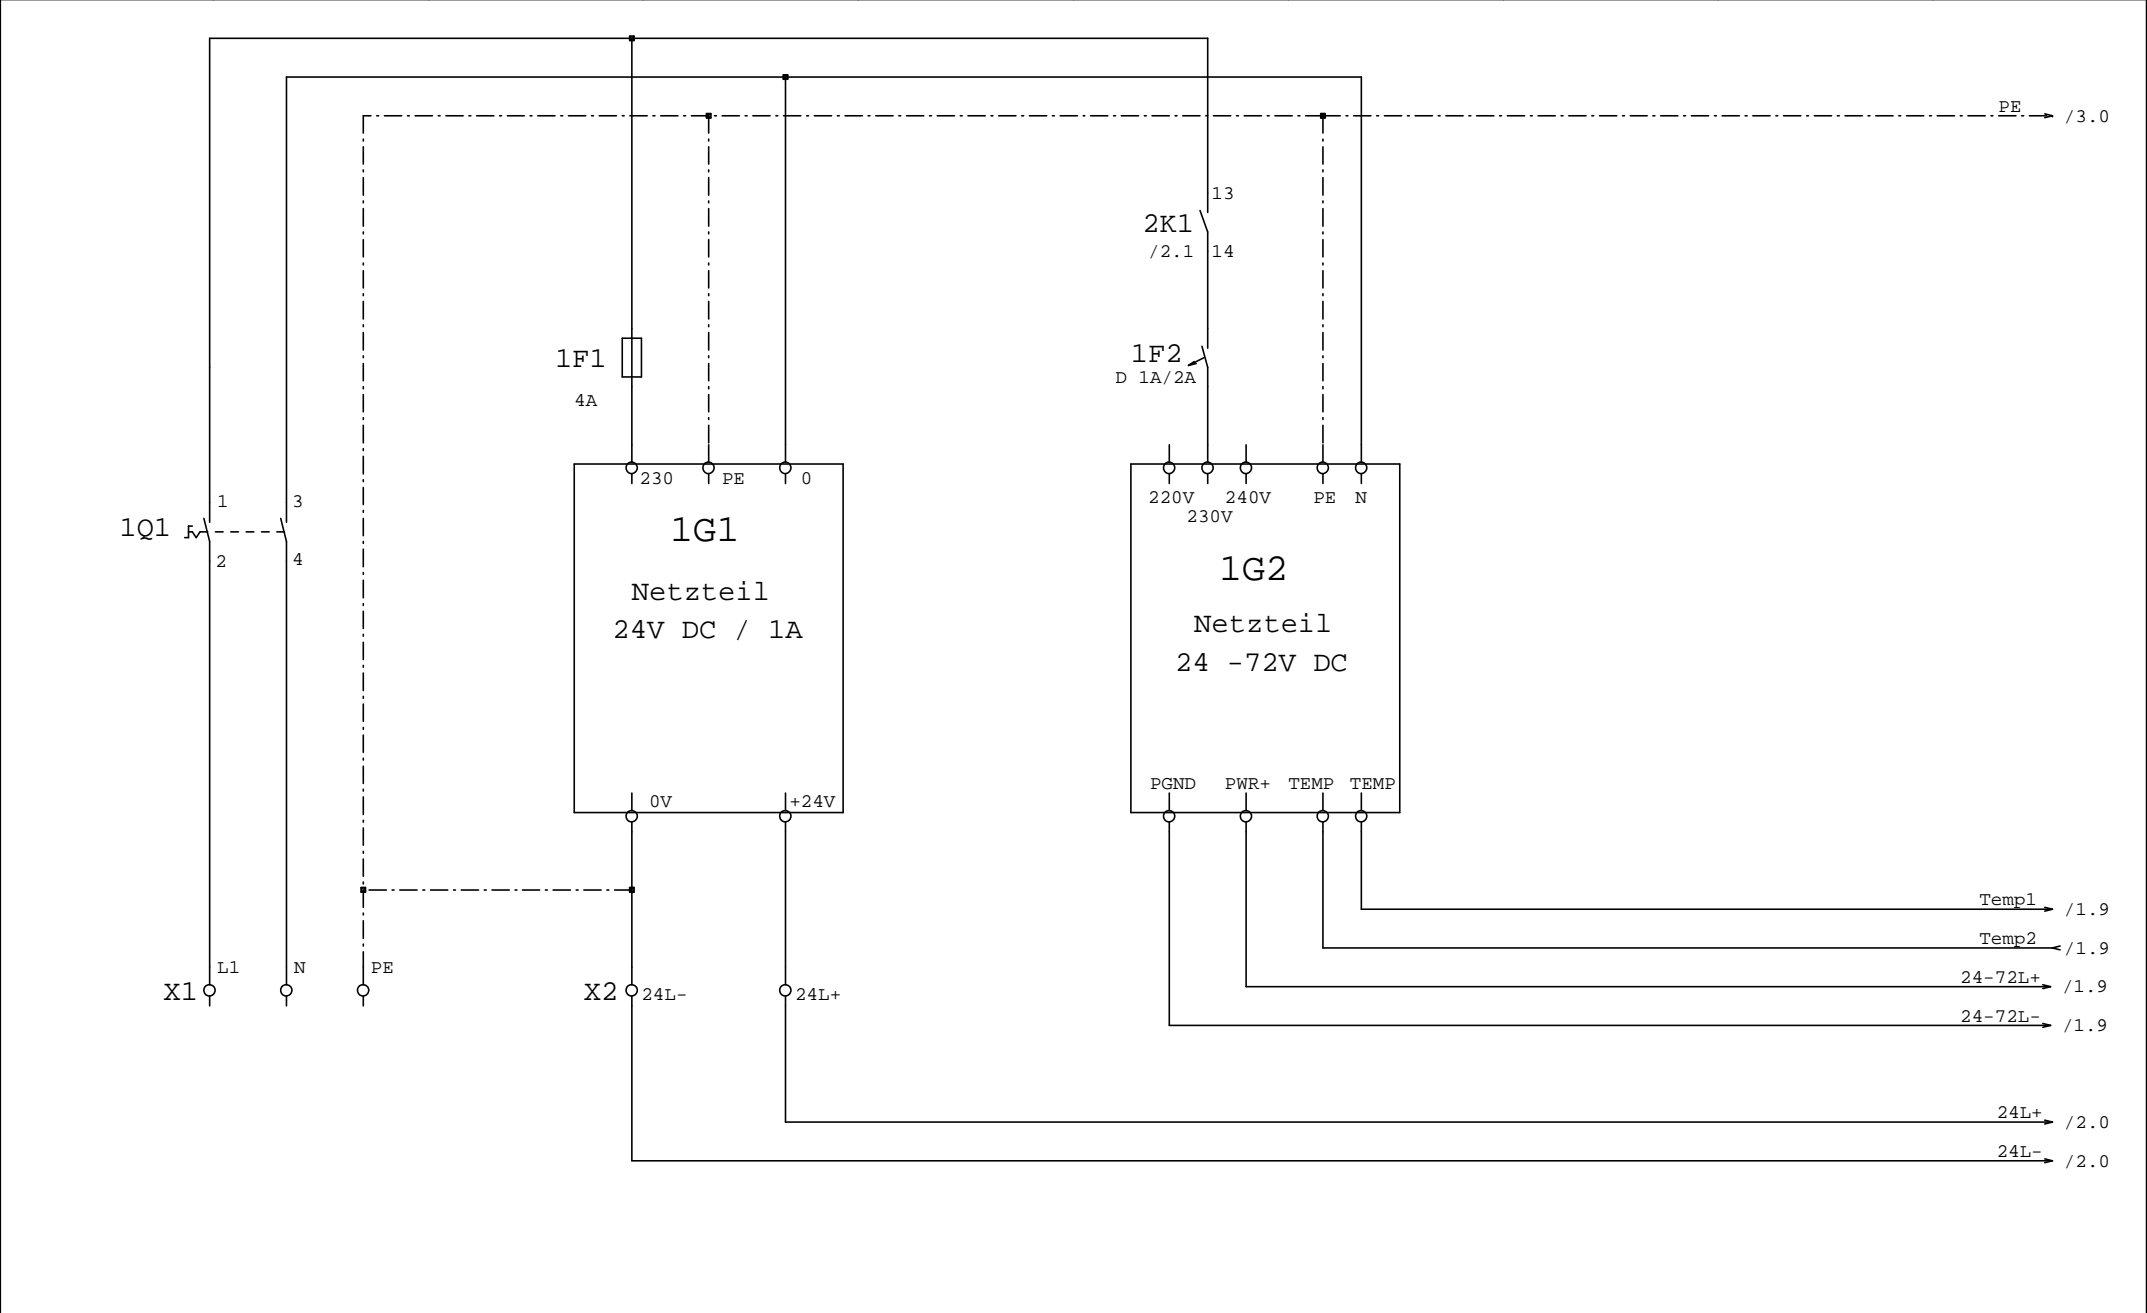 PE
/3.0
13
2K1
/2.1 14
1F1
4A
1F2
D 1A/2A
230 PE 0
220V 240V PE N
230V
1 3
1Q1
2 4
1G1
Netzteil
24V DC / 1A
1G2
Netzteil
24 -72V DC
PGND PWR+ TEMP TEMP
0V +24V
Temp1
/1.9
Temp2
/1.9
L1 N PE
X1
X2 24L- 24L+
24-72L+
/1.9
24-72L-
/1.9
24L+
/2.0
24L-
/2.0